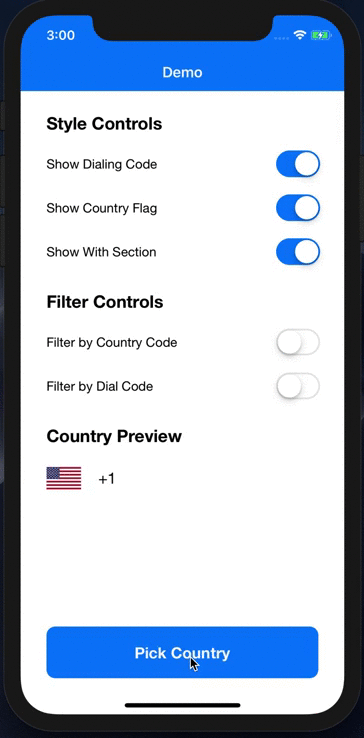 3:00
Demo
Style Controls
Show Dialing Code
Show Country Flag
Show With Section
Filter Controls
Filter by Country Code
Filter by Dial Code
Country Preview
+1
Pick Country